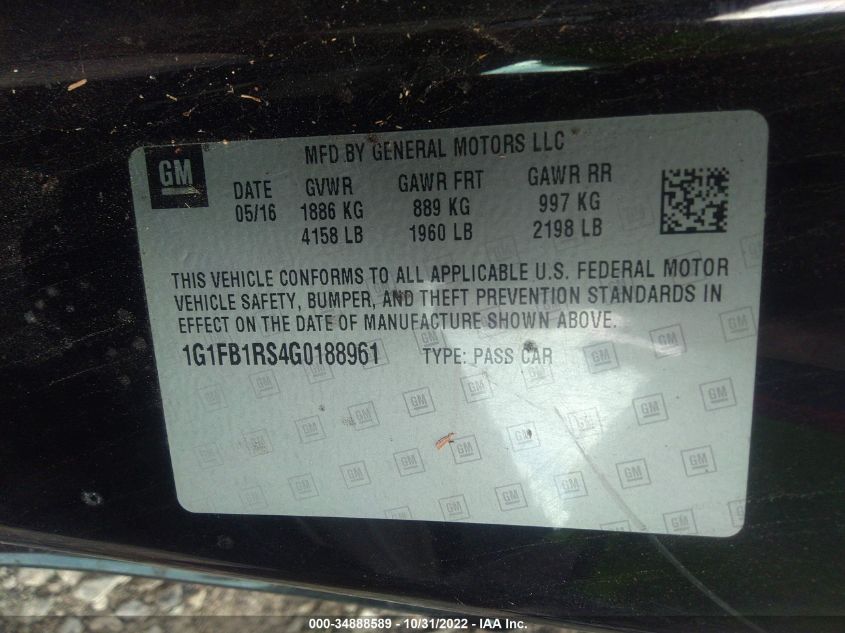 MFD BY GENERAL MOTORS LLC
GM
DATE GVWR GAWR FRT GAWR RR
05/16 1886 KG 889 KG 997 KG
4158 LB 1960 LB 2198 LB
THIS VEHICLE CONFORMS TO ALL APPLICABLE U.S. FEDERAL MOTOR
VEHICLE SAFETY, BUMPER, AND THEFT PREVENTION STANDARDS IN
EFFECT ON THE DATE OF MANUFACTURE SHOWN ABOVE.
1G1FB1RS4G0188961 TYPE: PASS CAR
000-34888589 - 10/31/2022 - IAA Inc.